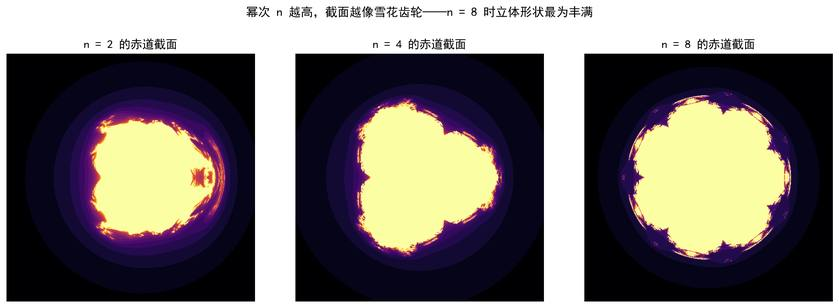 幂次 n 越高，截面越像雪花齿轮——n = 8 时立体形状最为丰满
n = 2 的赤道截面
n = 4 的赤道截面
n = 8 的赤道截面